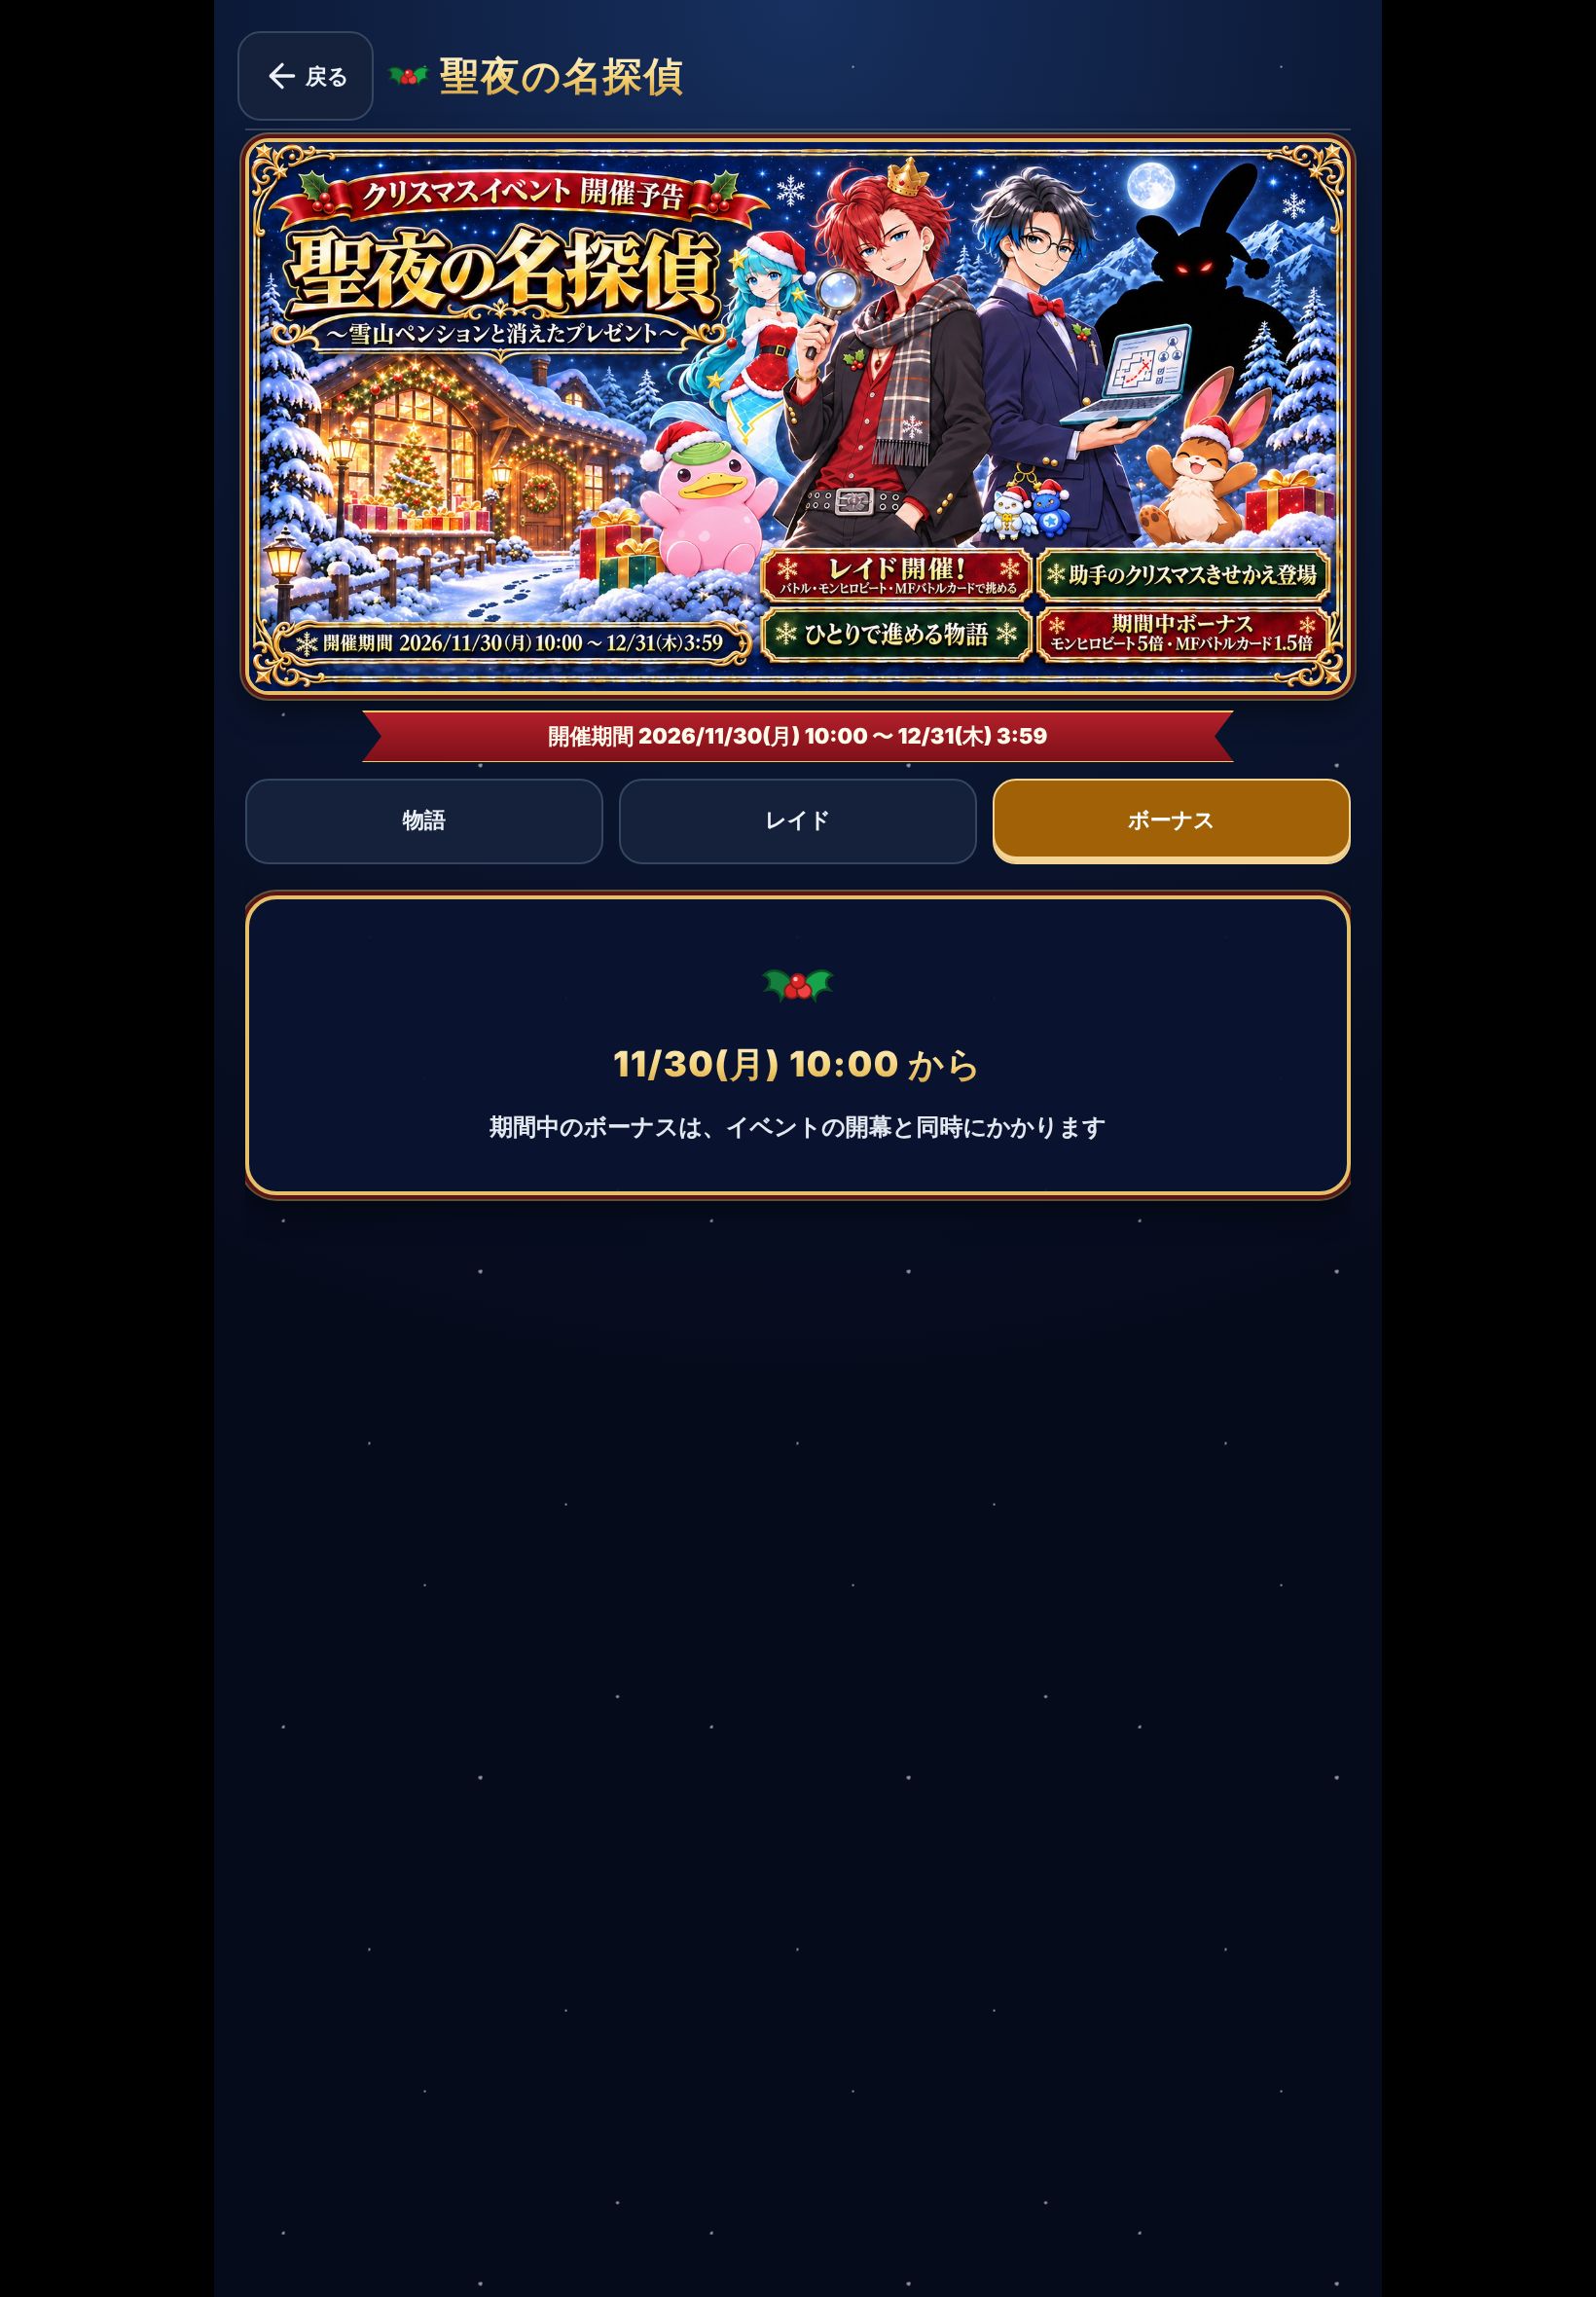 戻る
聖夜の名探偵
クリスマスイベント 開催予告
聖夜の名探偵
〜雪山ペンションと消えたプレゼント〜
レイド開催!
バトル・モンヒロビート・MFバトルカードで挑める
助手のクリスマスきせかえ登場
ひとりで進める物語
期間中ボーナス
モンヒロビート5倍・MFバトルカード1.5倍
開催期間 2026/11/30(月)10:00 〜 12/31(木)3:59
開催期間 2026/11/30(月) 10:00 〜 12/31(木) 3:59
物語
レイド
ボーナス
11/30(月) 10:00 から
期間中のボーナスは、イベントの開幕と同時にかかります